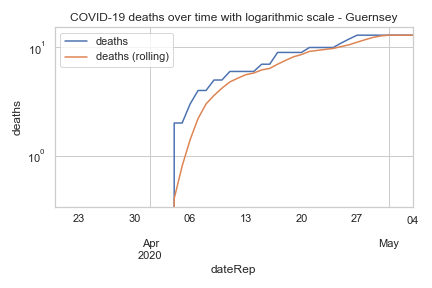 COVID-19 deaths over time with logarithmic scale - Guernsey
10¹
deaths
deaths (rolling)
deaths
10⁰
23
30
06
13
20
27
04
Apr
2020
May
dateRep